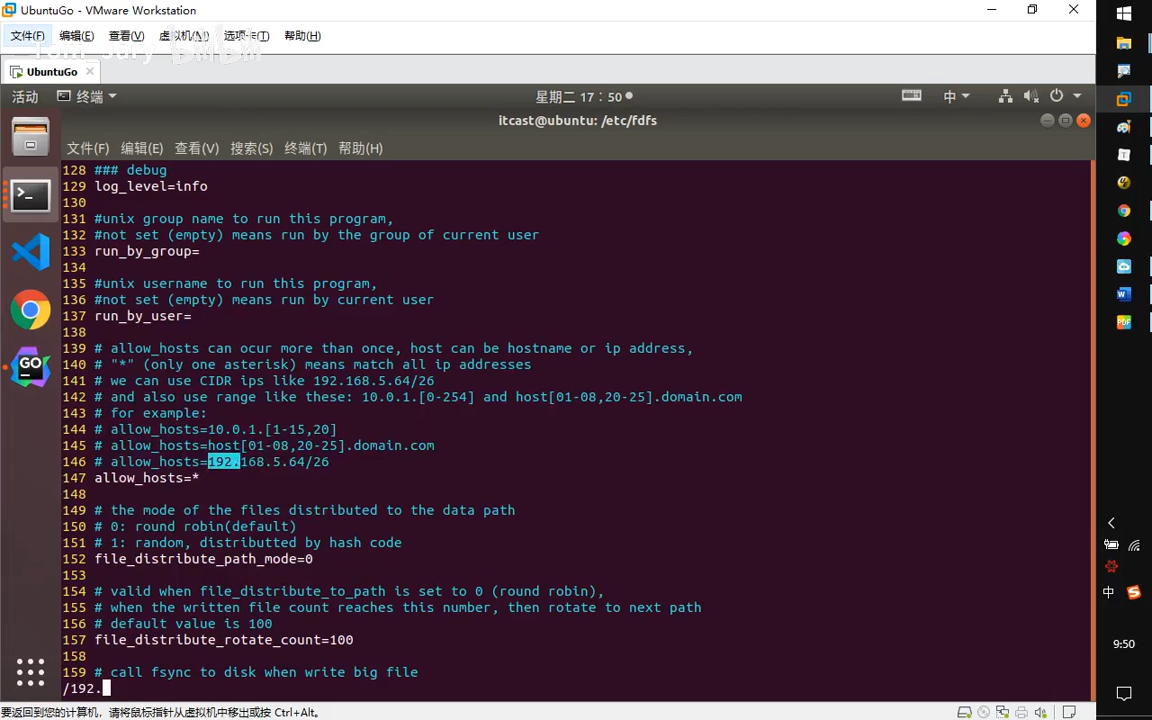 UbuntuGo - VMware Workstation
文件(F) 编辑(E) 查看(V) 虚拟机(M) 选项卡(T) 帮助(H)
UbuntuGo
活动 终端 星期二 17：50 中
itcast@ubuntu: /etc/fdfs
文件(F) 编辑(E) 查看(V) 搜索(S) 终端(T) 帮助(H)
128 ### debug
129 log_level=info
130
131 #unix group name to run this program,
132 #not set (empty) means run by the group of current user
133 run_by_group=
134
135 #unix username to run this program,
136 #not set (empty) means run by current user
137 run_by_user=
138
139 # allow_hosts can ocur more than once, host can be hostname or ip address,
140 # "*" (only one asterisk) means match all ip addresses
141 # we can use CIDR ips like 192.168.5.64/26
142 # and also use range like these: 10.0.1.[0-254] and host[01-08,20-25].domain.com
143 # for example:
144 # allow_hosts=10.0.1.[1-15,20]
145 # allow_hosts=host[01-08,20-25].domain.com
146 # allow_hosts=192.168.5.64/26
147 allow_hosts=*
148
149 # the mode of the files distributed to the data path
150 # 0: round robin(default)
151 # 1: random, distributted by hash code
152 file_distribute_path_mode=0
153
154 # valid when file_distribute_to_path is set to 0 (round robin),
155 # when the written file count reaches this number, then rotate to next path
156 # default value is 100
157 file_distribute_rotate_count=100
158
159 # call fsync to disk when write big file
/192.
要返回到您的计算机，请将鼠标指针从虚拟机中移出或按 Ctrl+Alt。
中
9:50